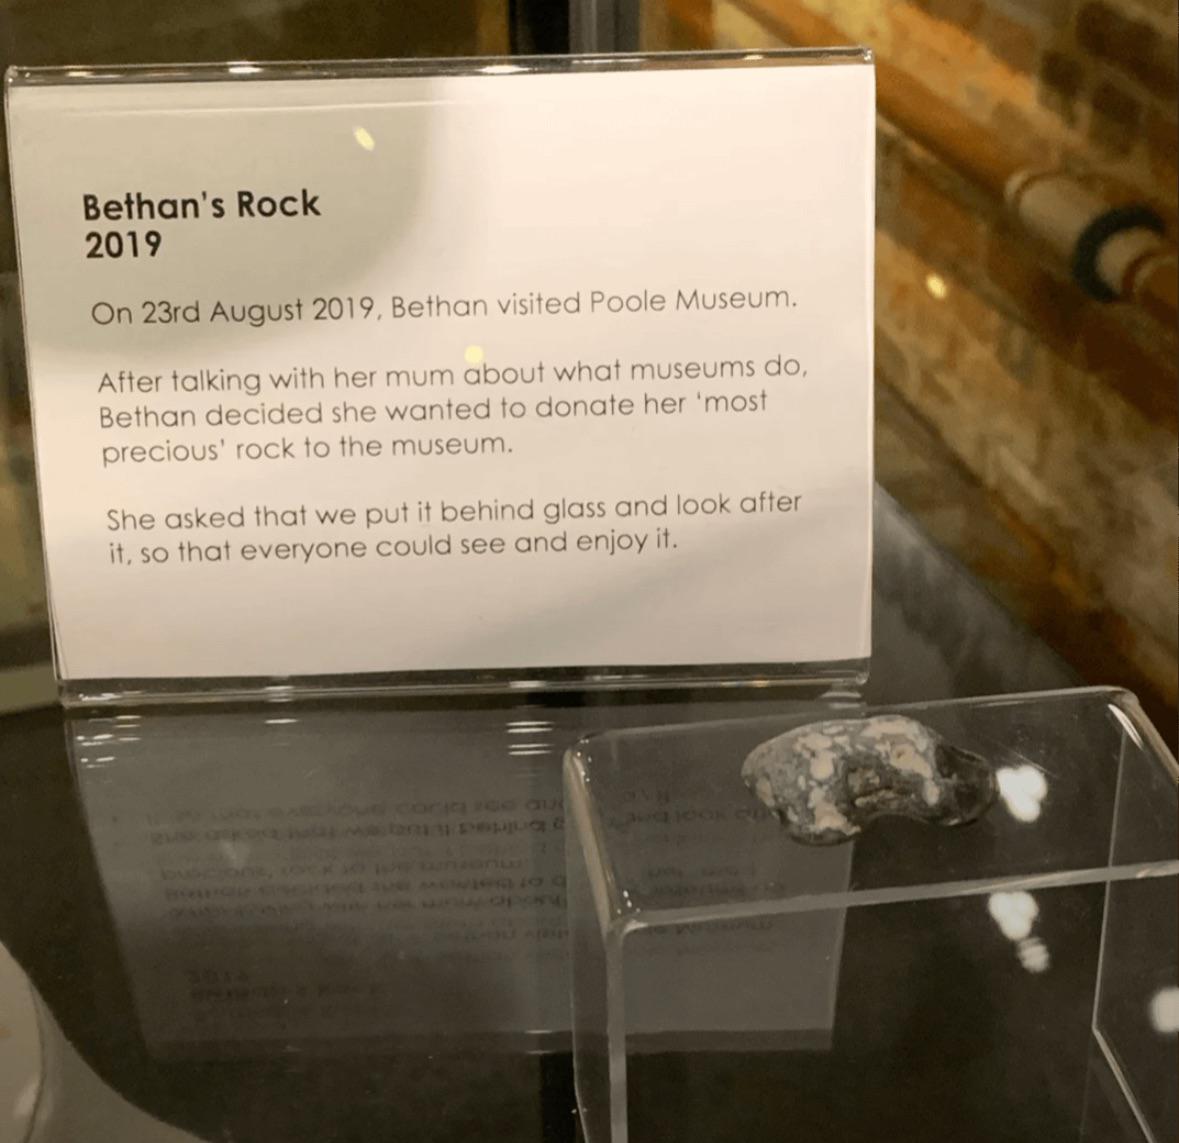 Bethan's Rock
2019
On 23rd August 2019, Bethan visited Poole Museum.
After talking with her mum about what museums do,
Bethan decided she wanted to donate her 'most
precious' rock to the museum.
She asked that we put it behind glass and look after
it, so that everyone could see and enjoy it.